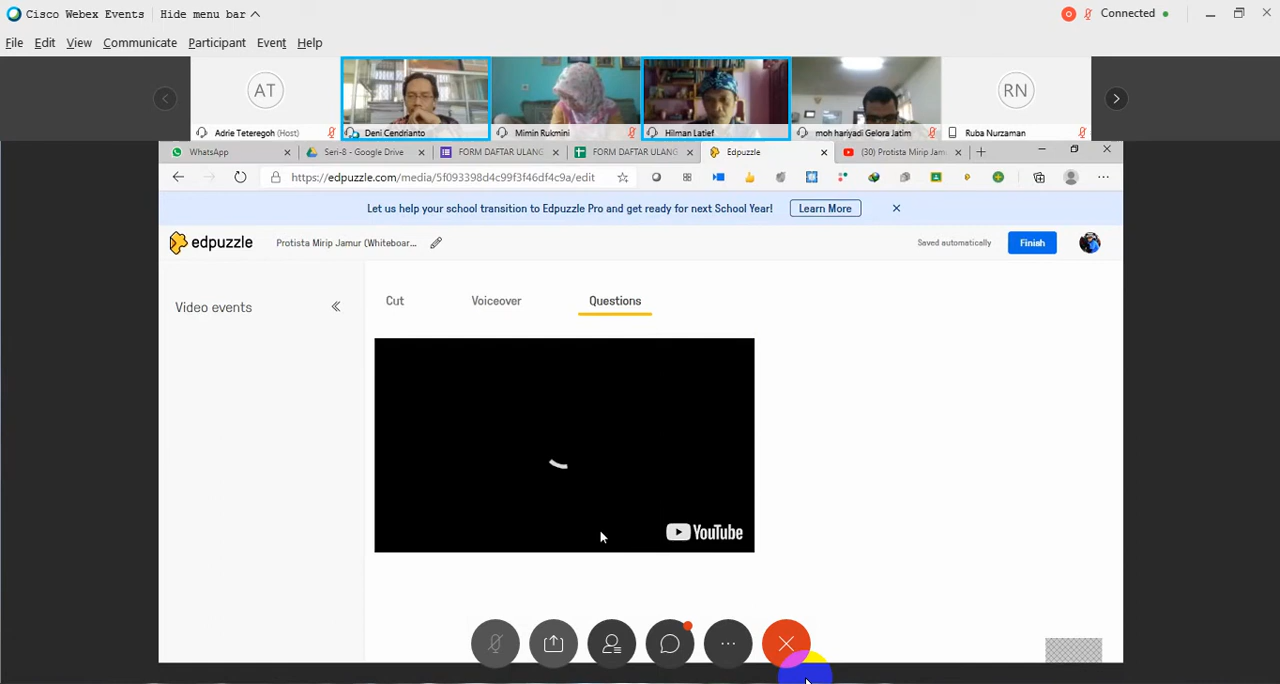 Cisco Webex Events Hide menu bar
Connected
File Edit View Communicate Participant Event Help
AT
RN
Adrie Teteregoh (Host)
Deni Cendrianto
Mimin Rukmini
Hilman Latief
moh hariyadi Gelora Jatim
Ruba Nurzaman
WhatsApp
Seri-8 - Google Drive
FORM DAFTAR ULANG
FORM DAFTAR ULANG
Edpuzzle
(30) Protista Mirip Jam
https://edpuzzle.com/media/5f093398d4c99f3f46df4c9a/edit
Let us help your school transition to Edpuzzle Pro and get ready for next School Year! Learn More
edpuzzle
Protista Mirip Jamur (Whiteboar...
Saved automatically
Finish
Video events
Cut
Voiceover
Questions
YouTube